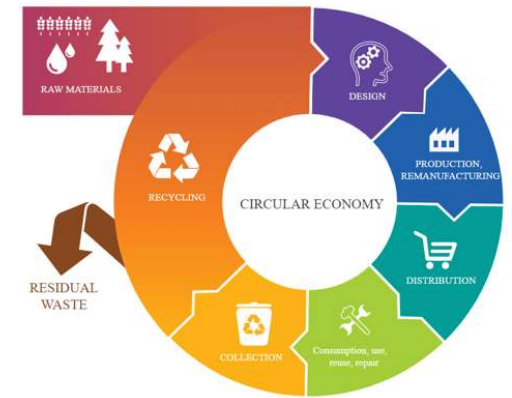 RAW MATERIALS
DESIGN
PRODUCTION,
REMANUFACTURING
RECYCLING
CIRCULAR ECONOMY
DISTRIBUTION
RESIDUAL
WASTE
COLLECTION
Consumption, use,
reuse, repair